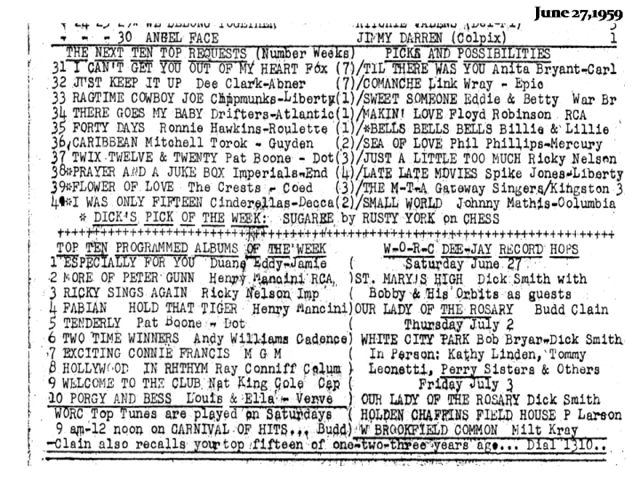 June 27, 1959
24 23 29* WE BELONG TOGETHER RITCHIE VALENS (Del-Fi) 3
- - - 30 ANGEL FACE JIMMY DARREN (Colpix) 1
THE NEXT TEN TOP REQUESTS (Number Weeks) PICKS AND POSSIBILITIES
31 I CAN'T GET YOU OUT OF MY HEART Fox (7)/TIL THERE WAS YOU Anita Bryant-Carl
32 JUST KEEP IT UP Dee Clark-Abner (7)/COMANCHE Link Wray - Epic
33 RAGTIME COWBOY JOE Chipmunks-Liberty(1)/SWEET SOMEONE Eddie & Betty War Br
34 THERE GOES MY BABY Drifters-Atlantic(1)/MAKIN' LOVE Floyd Robinson RCA
35 FORTY DAYS Ronnie Hawkins-Roulette (1)/*BELLS BELLS BELLS Billie & Lillie
36 CARIBBEAN Mitchell Torok - Guyden (2)/SEA OF LOVE Phil Phillips-Mercury
37 TWIX TWELVE & TWENTY Pat Boone - Dot(3)/JUST A LITTLE TOO MUCH Ricky Nelson
38*PRAYER AND A JUKE BOX Imperials-End (4)/LATE LATE MOVIES Spike Jones-Liberty
39*FLOWER OF LOVE The Crests - Coed (3)/THE M-T-A Gateway Singers/Kingston 3
40*I WAS ONLY FIFTEEN Cinderellas-Decca(2)/SMALL WORLD Johnny Mathis-Columbia
* DICK'S PICK OF THE WEEK: SUGAREE by RUSTY YORK on CHESS
TOP TEN PROGRAMMED ALBUMS OF THE WEEK W-O-R-C DEE-JAY RECORD HOPS
1 ESPECIALLY FOR YOU Duane Eddy-Jamie ( Saturday June 27
2 MORE OF PETER GUNN Henry Mancini RCA, )ST. MARY'S HIGH Dick Smith with
3 RICKY SINGS AGAIN Ricky Nelson Imp ( Bobby & His Orbits as guests
4 FABIAN HOLD THAT TIGER Henry Mancini)OUR LADY OF THE ROSARY Budd Clain
5 TENDERLY Pat Boone - Dot ( Thursday July 2
6 TWO TIME WINNERS Andy Williams Cadence) WHITE CITY PARK Bob Bryar-Dick Smith
7 EXCITING CONNIE FRANCIS M G M ( In Person: Kathy Linden, Tommy
8 HOLLYWOOD IN RHTHYM Ray Conniff Colum ) Leonetti, Perry Sisters & Others
9 WELCOME TO THE CLUB Nat King Cole Cap ( Friday July 3
10 PORGY AND BESS Louis & Ella - Verve ) OUR LADY OF THE ROSARY Dick Smith
WORC Top Tunes are played on Saturdays ( HOLDEN CHAFFINS FIELD HOUSE P Larson
9 am-12 noon on CARNIVAL OF HITS... Budd) W BROOKFIELD COMMON Milt Kray
-Clain also recalls your top fifteen of one-two-three years ago... Dial 1310..